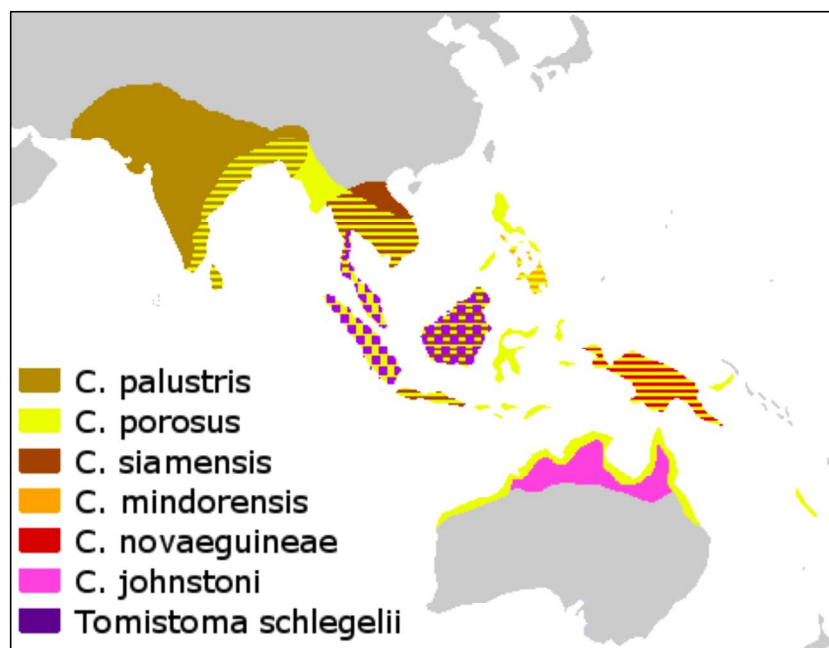 C. palustris
C. porosus
C. siamensis
C. mindorensis
C. novaeguineae
C. johnstoni
Tomistoma schlegelii